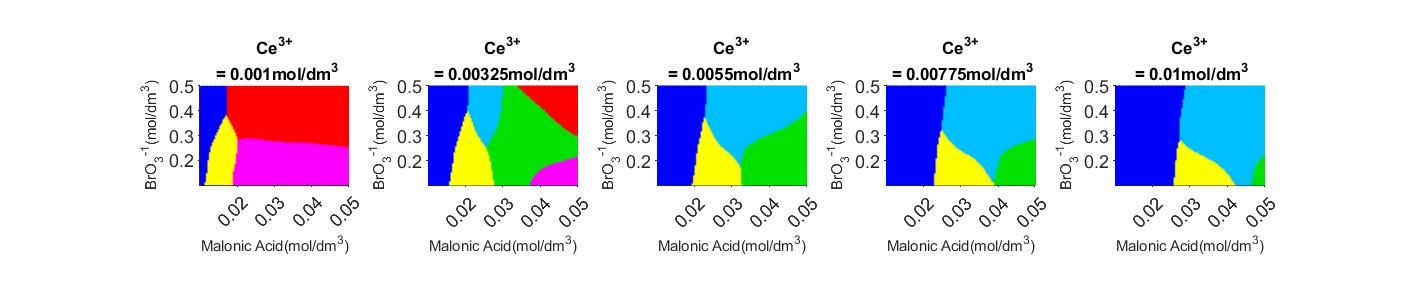 Ce³⁺
= 0.001mol/dm³
0.5
0.4
0.3
0.2
BrO₃⁻¹(mol/dm³)
0.02
0.03
0.04
0.05
Malonic Acid(mol/dm³)
Ce³⁺
= 0.00325mol/dm³
0.5
0.4
0.3
0.2
BrO₃⁻¹(mol/dm³)
0.02
0.03
0.04
0.05
Malonic Acid(mol/dm³)
Ce³⁺
= 0.0055mol/dm³
0.5
0.4
0.3
0.2
BrO₃⁻¹(mol/dm³)
0.02
0.03
0.04
0.05
Malonic Acid(mol/dm³)
Ce³⁺
= 0.00775mol/dm³
0.5
0.4
0.3
0.2
BrO₃⁻¹(mol/dm³)
0.02
0.03
0.04
0.05
Malonic Acid(mol/dm³)
Ce³⁺
= 0.01mol/dm³
0.5
0.4
0.3
0.2
BrO₃⁻¹(mol/dm³)
0.02
0.03
0.04
0.05
Malonic Acid(mol/dm³)